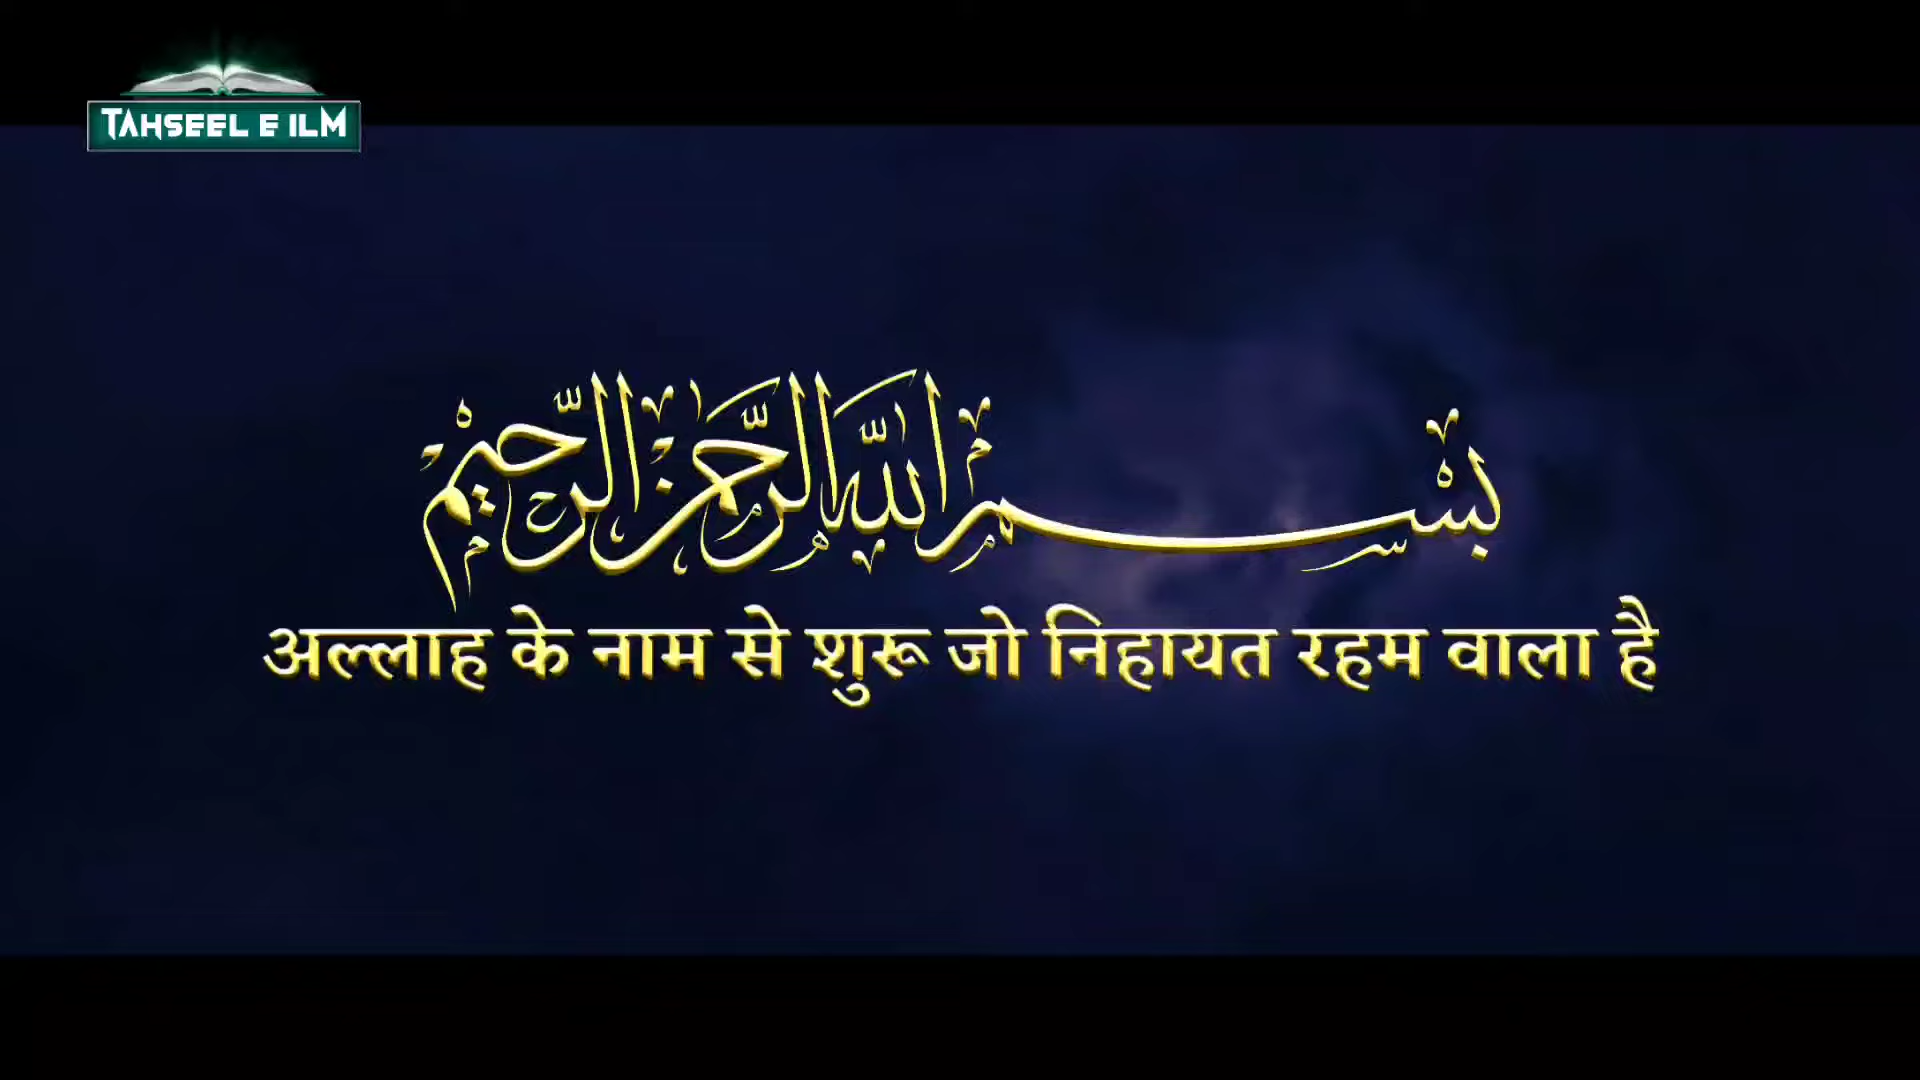 TAHSEEL E ILM
بسم الله الرحمن الرحيم
अल्लाह के नाम से शुरू जो निहायत रहम वाला है